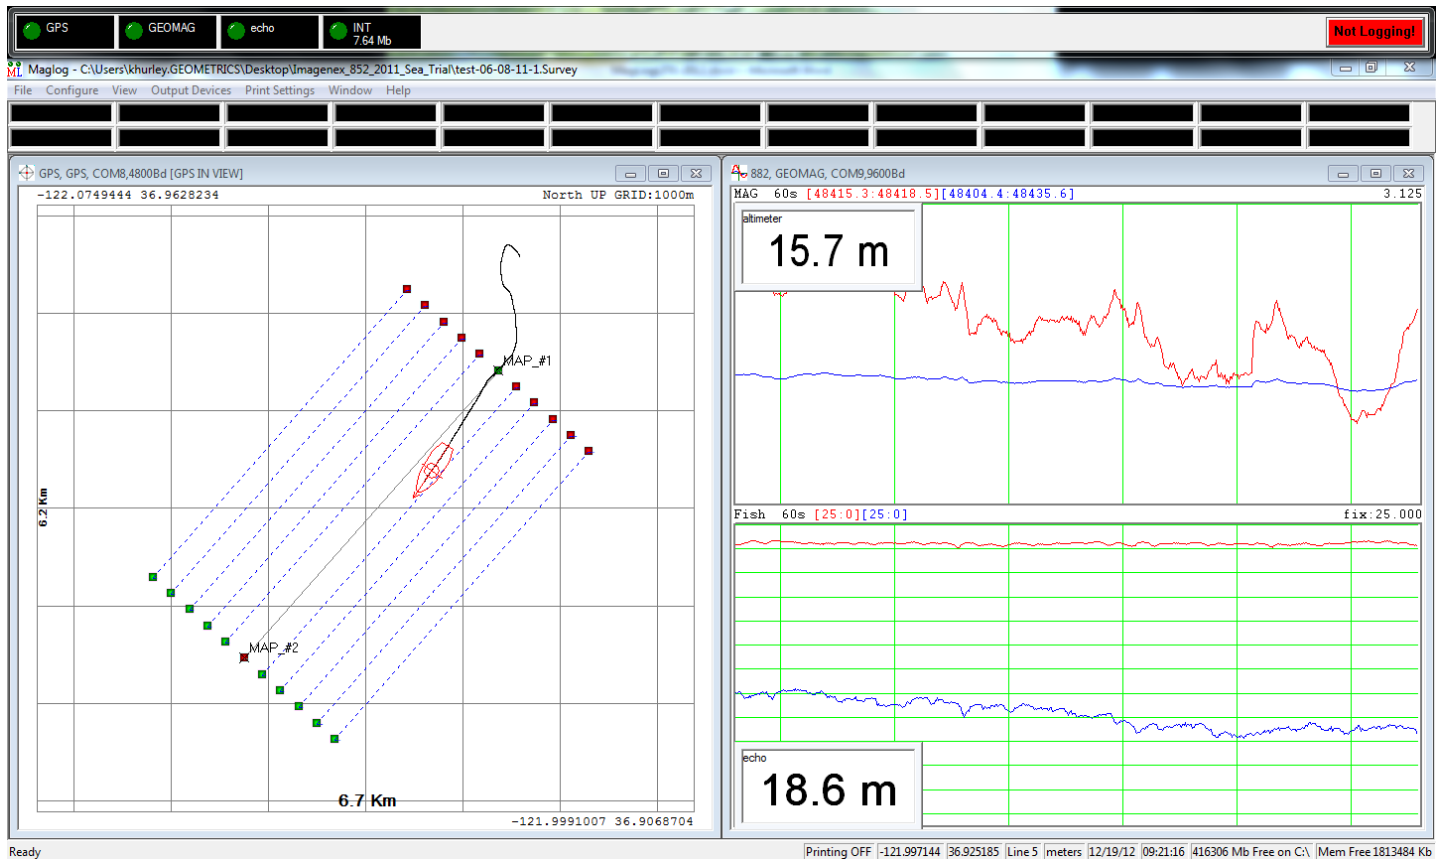 GPS
GEOMAG
echo
INT
7.64 Mb
Not Logging!
ML Maglog - C:\Users\khurley.GEOMETRICS\Desktop\Imagenex_852_2011_Sea_Trial\test-06-08-11-1.Survey
File Configure View Output Devices Print Settings Window Help
GPS, GPS, COM8,4800Bd [GPS IN VIEW]
-122.0749444 36.9628234
North UP GRID:1000m
MAP_#1
6.2 Km
MAP_#2
6.7 Km
-121.9991007 36.9068704
882, GEOMAG, COM9,9600Bd
MAG 60s [48415.3:48418.5][48404.4:48435.6]
3.125
altimeter
15.7 m
Fish 60s [25:0][25:0]
fix:25.000
echo
18.6 m
Ready
Printing OFF -121.997144 36.925185 Line 5 meters 12/19/12 09:21:16 416306 Mb Free on C:\ Mem Free 1813484 Kb